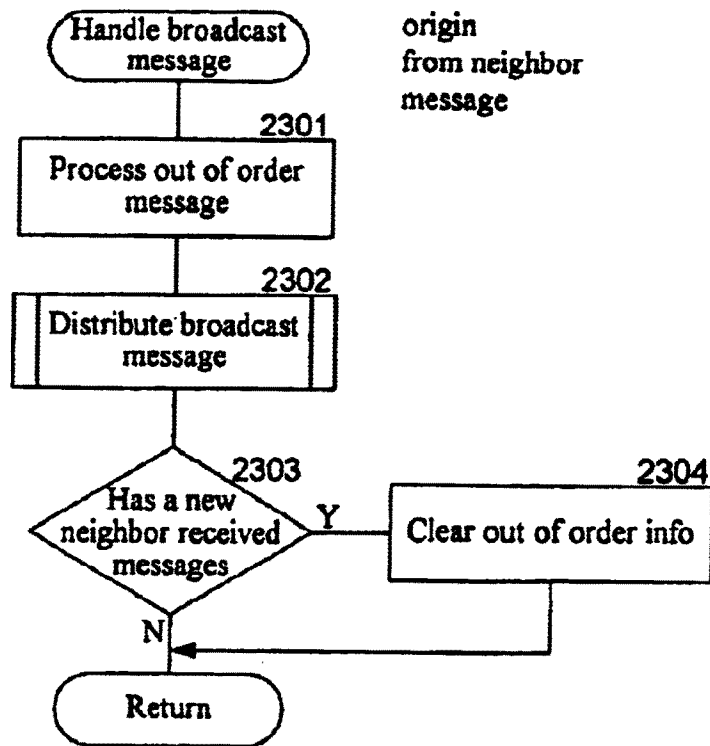 Handle broadcast
message
origin
from neighbor
message
2301
Process out of order
message
2302
Distribute broadcast
message
2303
Has a new
neighbor received
messages
Y
2304
Clear out of order info
N
Return